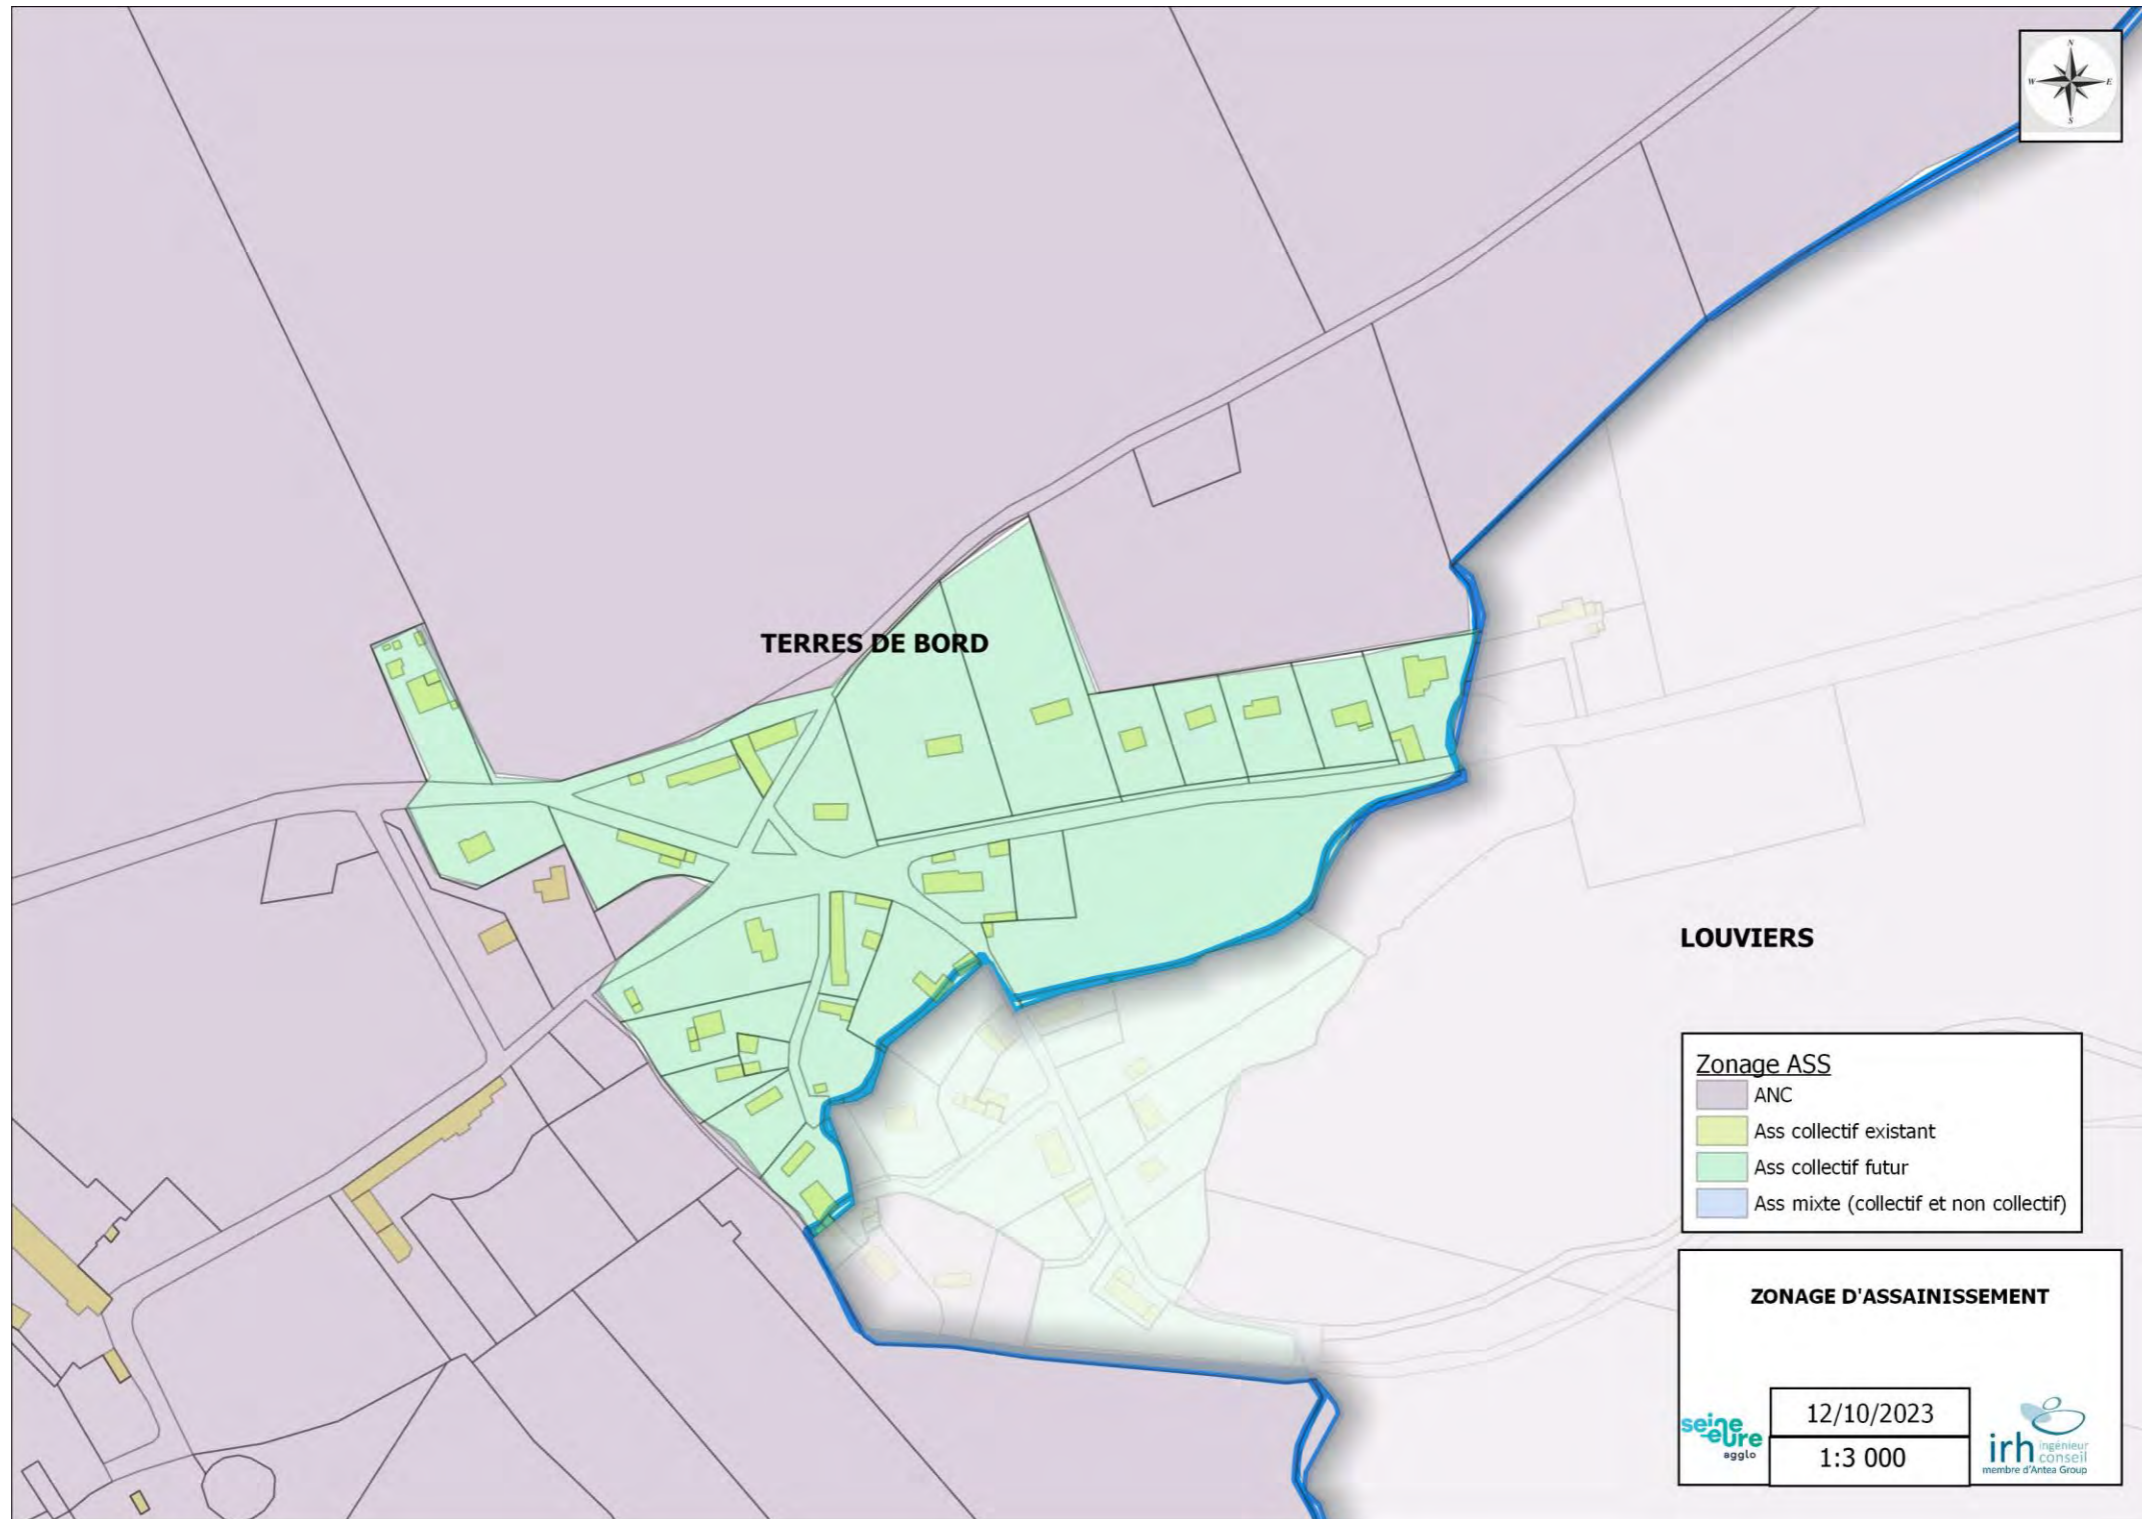 N
W E
S
TERRES DE BORD
LOUVIERS
Zonage ASS
ANC
Ass collectif existant
Ass collectif futur
Ass mixte (collectif et non collectif)
ZONAGE D'ASSAINISSEMENT
seine
eure
agglo
12/10/2023
1:3 000
irh ingénieur
conseil
membre d'Antea Group